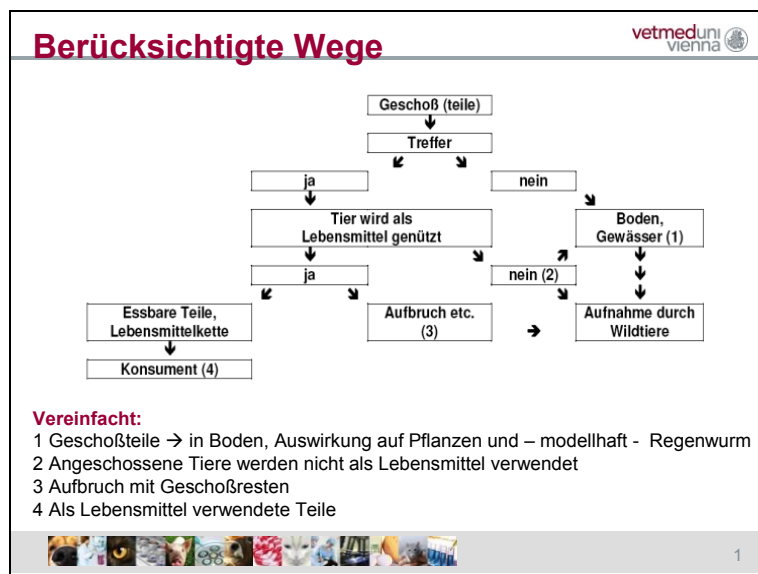 Berücksichtigte Wege
vetmeduni
vienna
Geschoß (teile)
Treffer
ja
nein
Tier wird als
Lebensmittel genützt
Boden,
Gewässer (1)
ja
nein (2)
Essbare Teile,
Lebensmittelkette
Aufbruch etc.
(3)
Aufnahme durch
Wildtiere
Konsument (4)
Vereinfacht:
1 Geschoßteile → in Boden, Auswirkung auf Pflanzen und – modellhaft - Regenwurm
2 Angeschossene Tiere werden nicht als Lebensmittel verwendet
3 Aufbruch mit Geschoßresten
4 Als Lebensmittel verwendete Teile
1